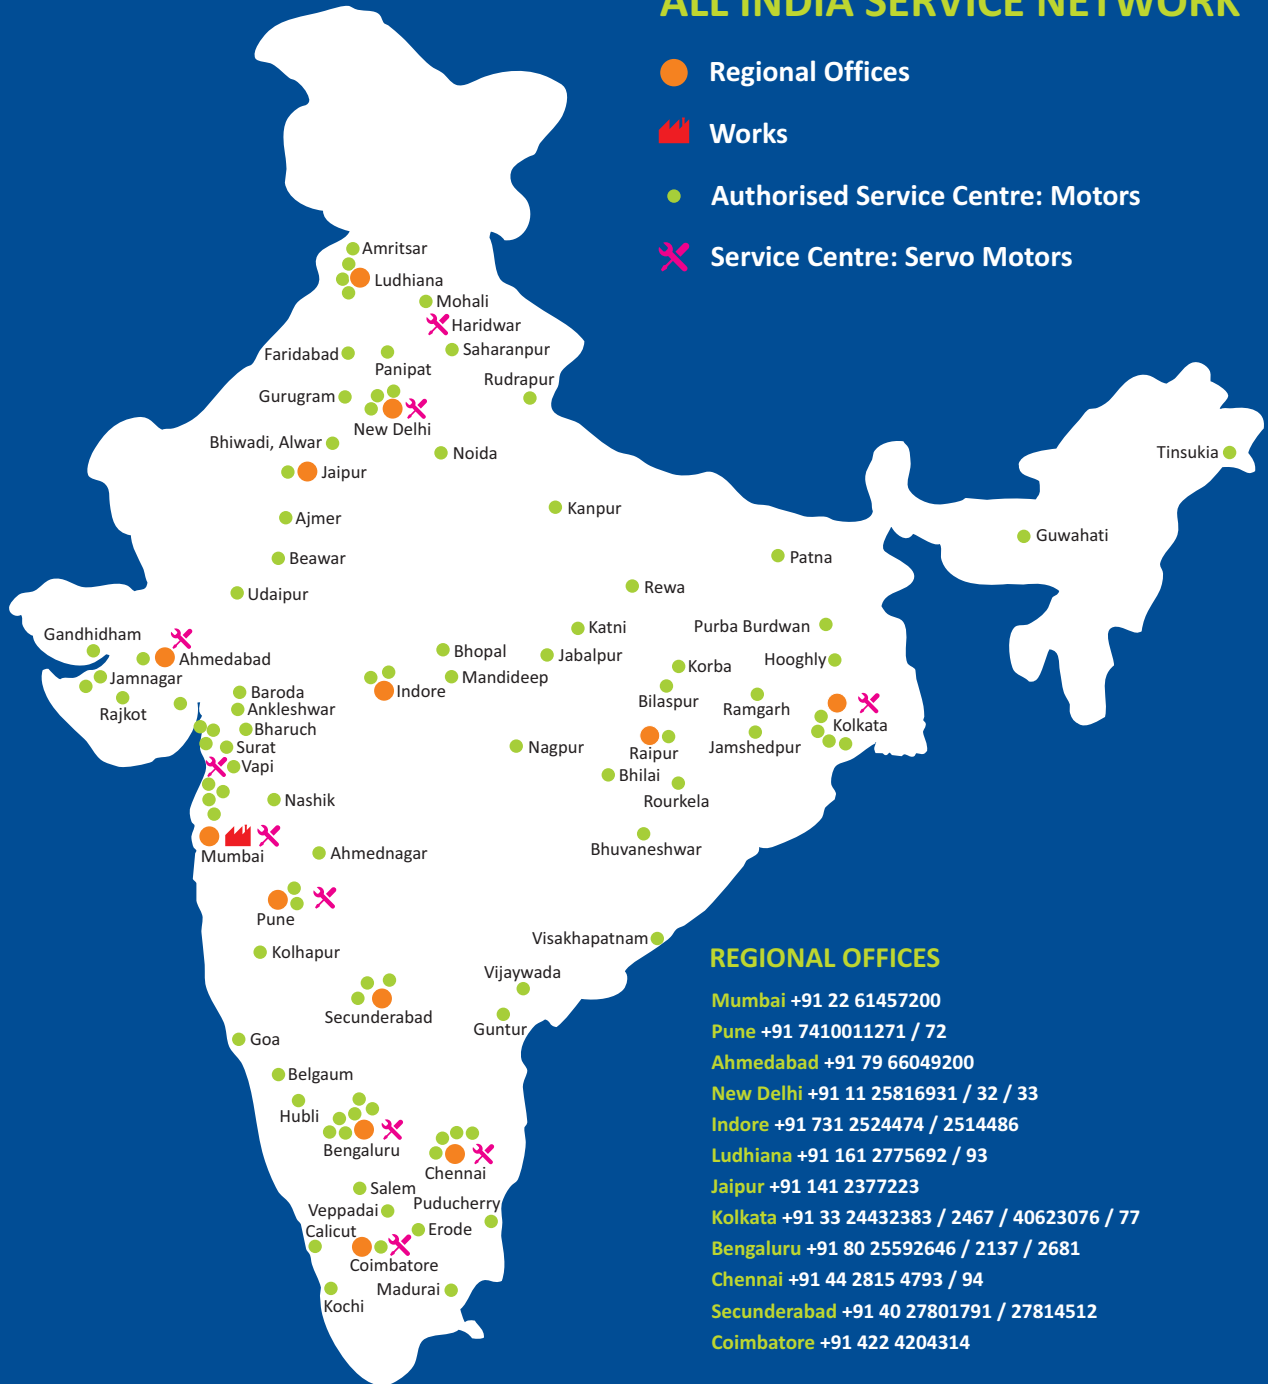 ALL INDIA SERVICE NETWORK
Regional Offices
Works
Authorised Service Centre: Motors
Service Centre: Servo Motors
Amritsar
Ludhiana
Mohali
Haridwar
Faridabad
Saharanpur
Panipat
Rudrapur
Gurugram
New Delhi
Bhiwadi, Alwar
Noida
Tinsukia
Jaipur
Kanpur
Ajmer
Guwahati
Beawar
Patna
Rewa
Udaipur
Katni
Purba Burdwan
Gandhidham
Bhopal
Jabalpur
Ahmedabad
Hooghly
Korba
Jamnagar
Mandideep
Indore
Baroda
Bilaspur
Ankleshwar
Ramgarh
Rajkot
Kolkata
Bharuch
Surat
Nagpur
Jamshedpur
Raipur
Vapi
Bhilai
Nashik
Rourkela
Bhuvaneshwar
Mumbai
Ahmednagar
Pune
Visakhapatnam
Kolhapur
Vijaywada
Secunderabad
Guntur
Goa
Belgaum
Hubli
Bengaluru
Chennai
Salem
Puducherry
Veppadai
Erode
Calicut
Coimbatore
Madurai
Kochi
REGIONAL OFFICES
Mumbai +91 22 61457200
Pune +91 7410011271 / 72
Ahmedabad +91 79 66049200
New Delhi +91 11 25816931 / 32 / 33
Indore +91 731 2524474 / 2514486
Ludhiana +91 161 2775692 / 93
Jaipur +91 141 2377223
Kolkata +91 33 24432383 / 2467 / 40623076 / 77
Bengaluru +91 80 25592646 / 2137 / 2681
Chennai +91 44 2815 4793 / 94
Secunderabad +91 40 27801791 / 27814512
Coimbatore +91 422 4204314